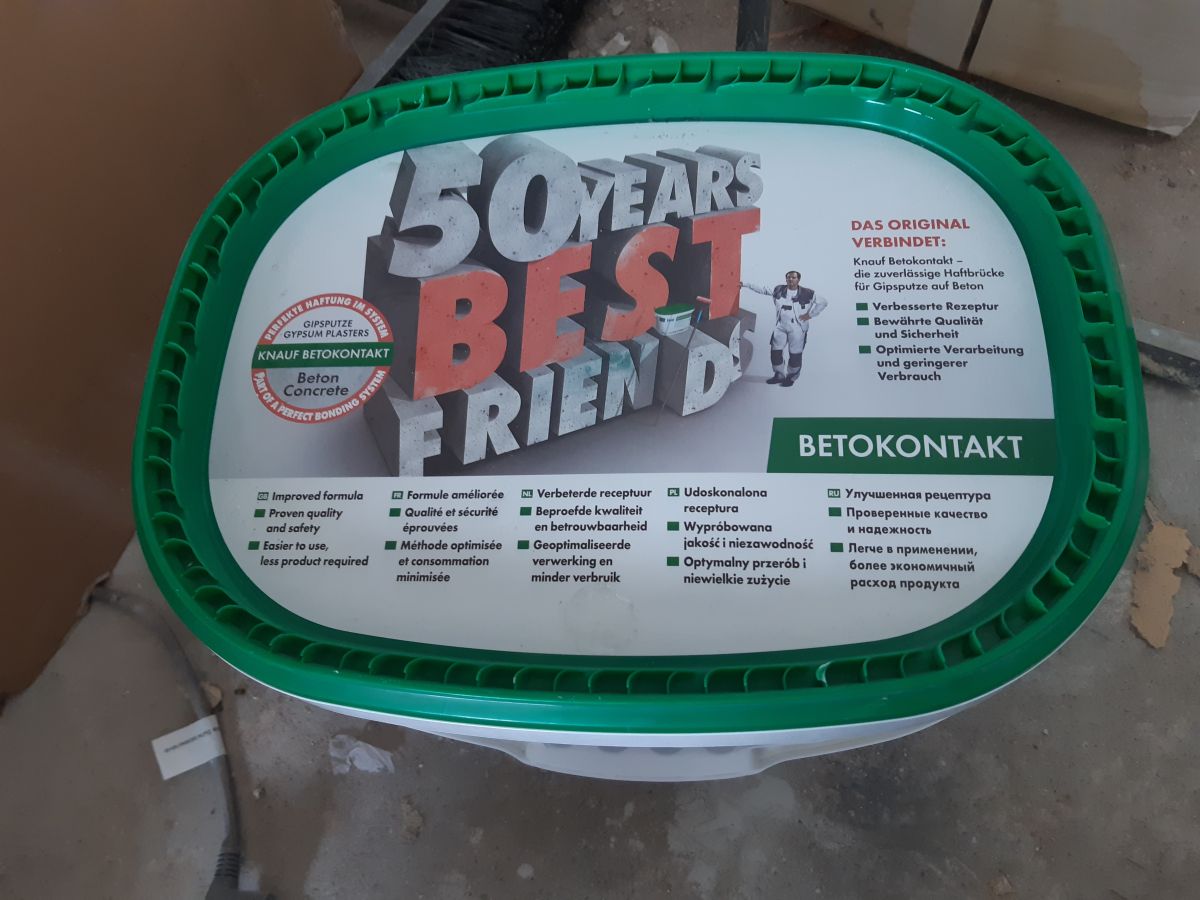 50 YEARS
BEST
FRIENDS
PERFEKTE HAFTUNG IM SYSTEM
GIPSPUTZE
GYPSUM PLASTERS
KNAUF BETOKONTAKT
Beton
Concrete
PART OF A PERFECT BONDING SYSTEM
DAS ORIGINAL
VERBINDET:
Knauf Betokontakt –
die zuverlässige Haftbrücke
für Gipsputze auf Beton
Verbesserte Rezeptur
Bewährte Qualität
und Sicherheit
Optimierte Verarbeitung
und geringerer
Verbrauch
BETOKONTAKT
GB Improved formula
Proven quality
and safety
Easier to use,
less product required
FR Formule améliorée
Qualité et sécurité
éprouvées
Méthode optimisée
et consommation
minimisée
NL Verbeterde receptuur
Beproefde kwaliteit
en betrouwbaarheid
Geoptimaliseerde
verwerking en
minder verbruik
PL Udoskonalona
receptura
Wypróbowana
jakość i niezawodność
Optymalny przerób i
niewielkie zużycie
RU Улучшенная рецептура
Проверенные качество
и надежность
Легче в применении,
более экономичный
расход продукта